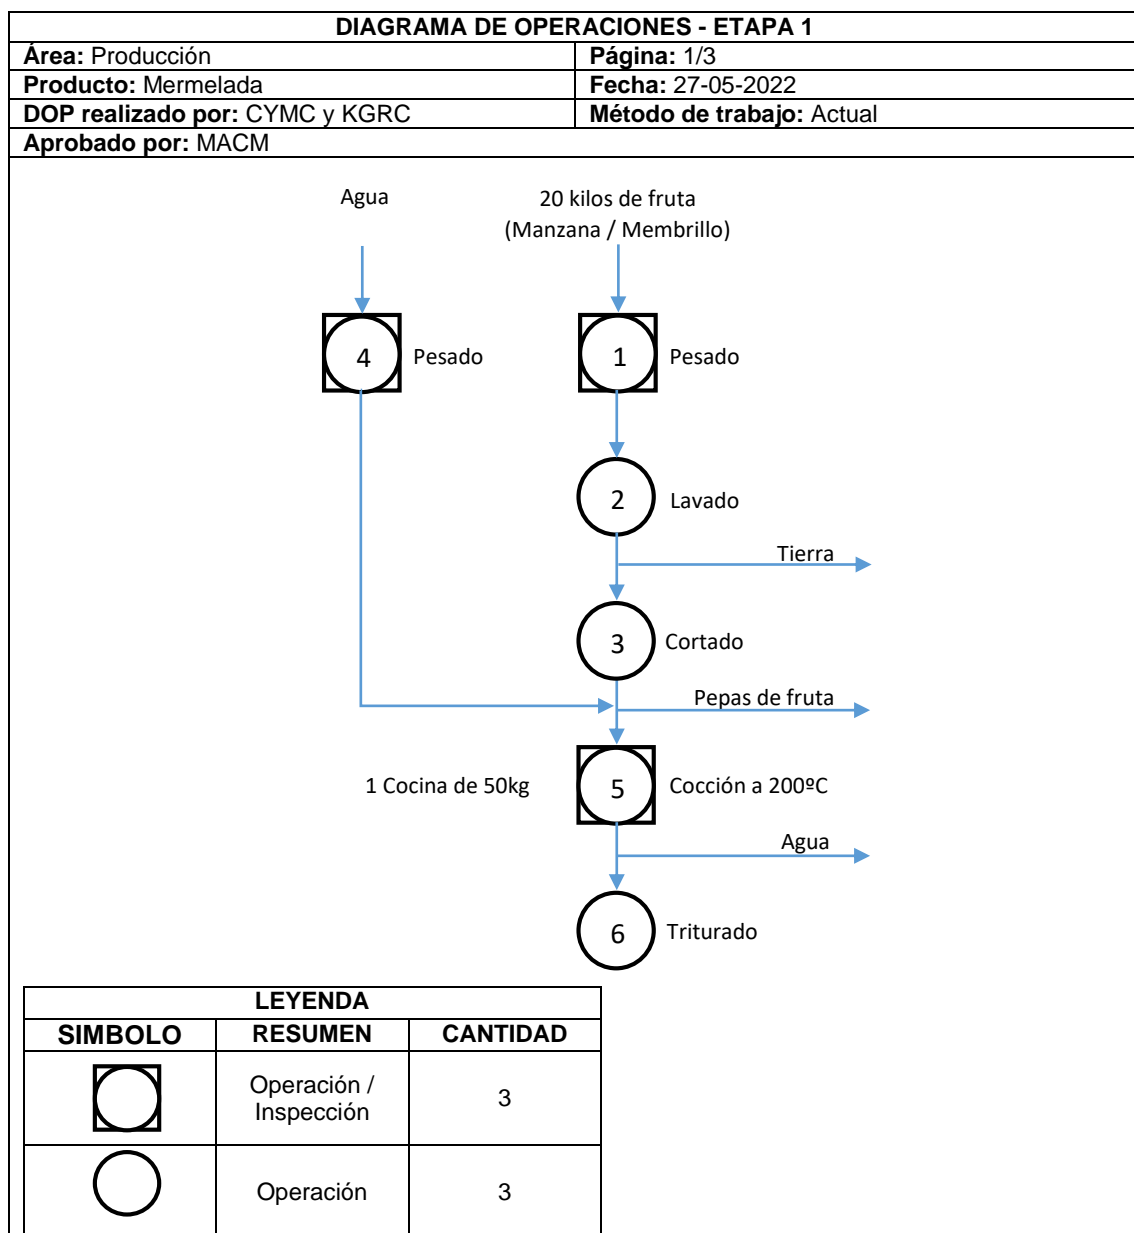 DIAGRAMA DE OPERACIONES - ETAPA 1
Área: Producción
Página: 1/3
Producto: Mermelada
Fecha: 27-05-2022
DOP realizado por: CYMC y KGRC
Método de trabajo: Actual
Aprobado por: MACM
Agua
20 kilos de fruta
(Manzana / Membrillo)
4
Pesado
1
Pesado
2
Lavado
Tierra
3
Cortado
Pepas de fruta
1 Cocina de 50kg
5
Cocción a 200ºC
Agua
6
Triturado
LEYENDA
SIMBOLO
RESUMEN
CANTIDAD
Operación /
Inspección
3
Operación
3